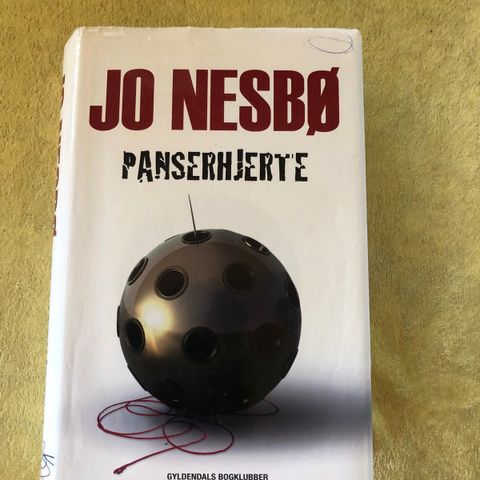 JO NESBØ
PANSERHJERTE
GYLDENDALS BOGKLUBBER